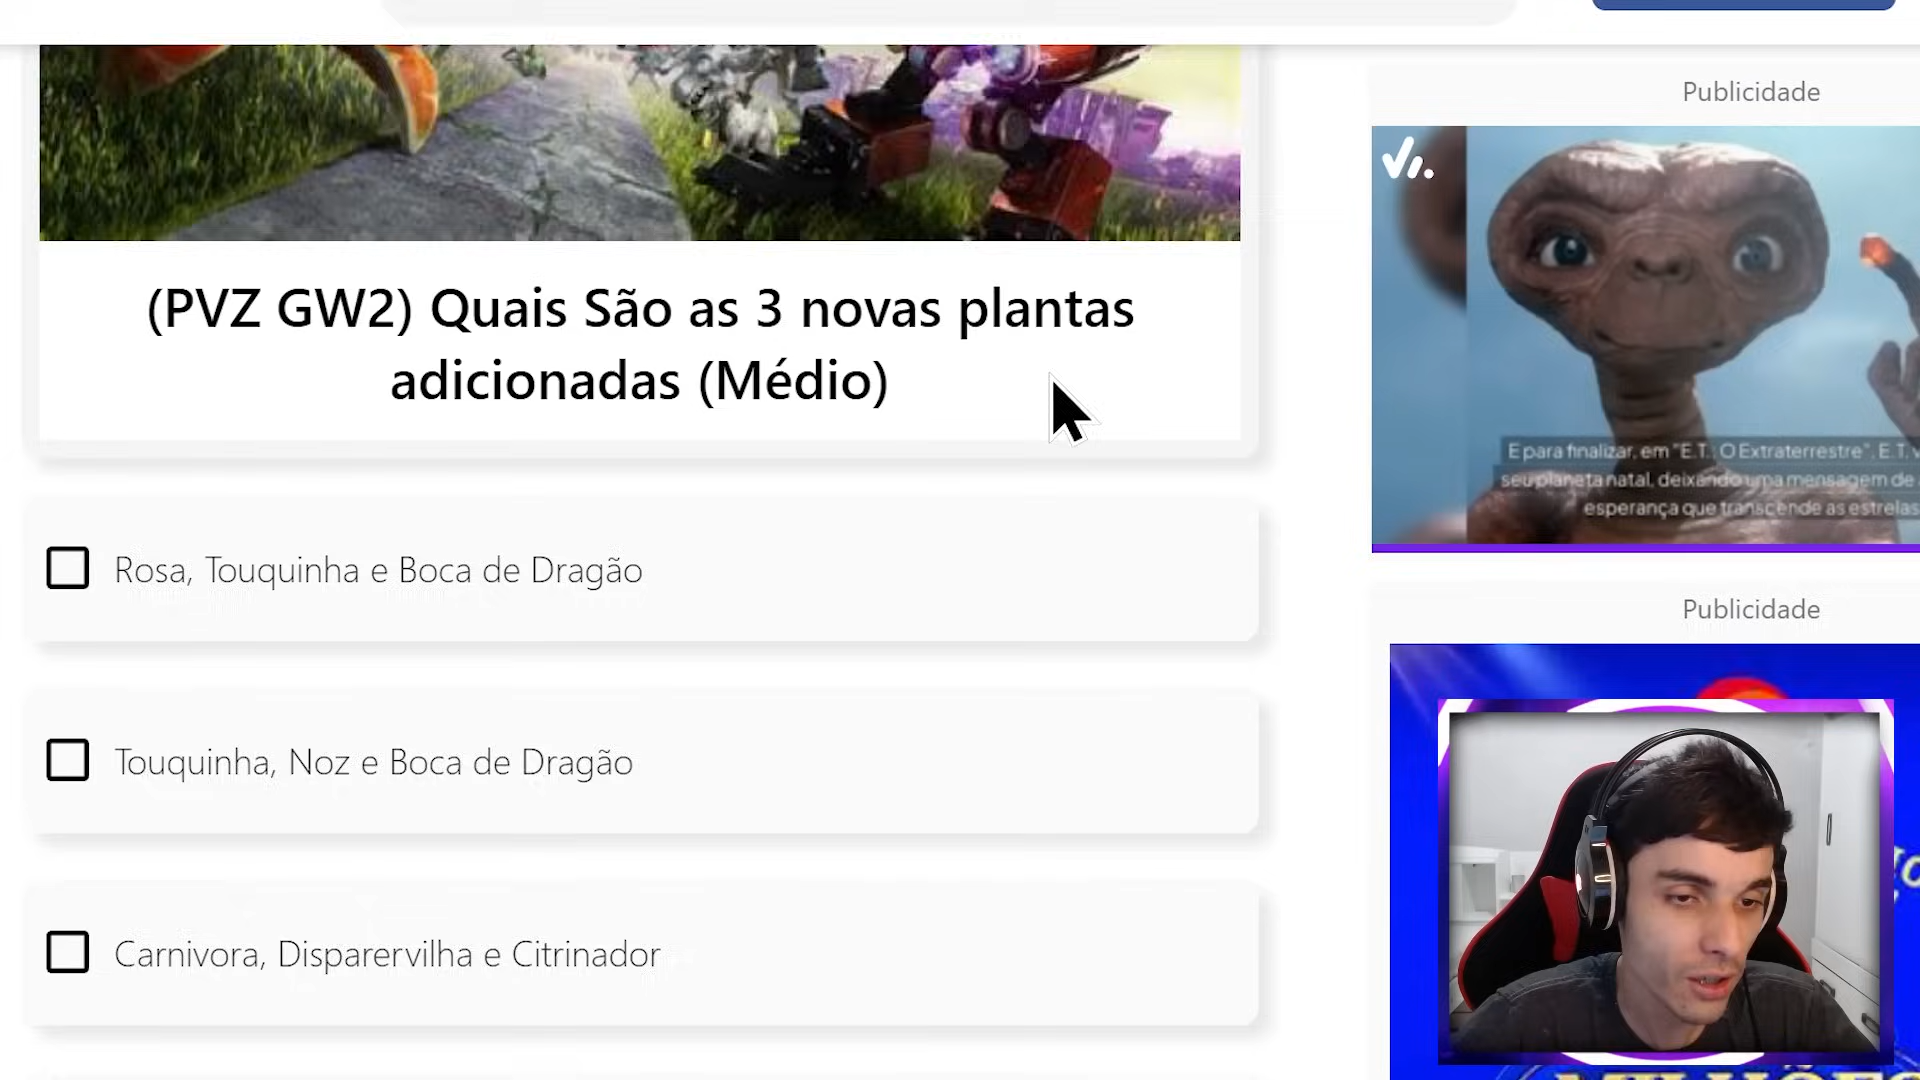 Publicidade
(PVZ GW2) Quais São as 3 novas plantas
adicionadas (Médio)
E para finalizar, em "E.T.: O Extraterrestre", E.T.
seu planeta natal, deixando uma mensagem de
esperança que transcende as estrelas
Rosa, Touquinha e Boca de Dragão
Publicidade
Touquinha, Noz e Boca de Dragão
Carnivora, Disparervilha e Citrinador